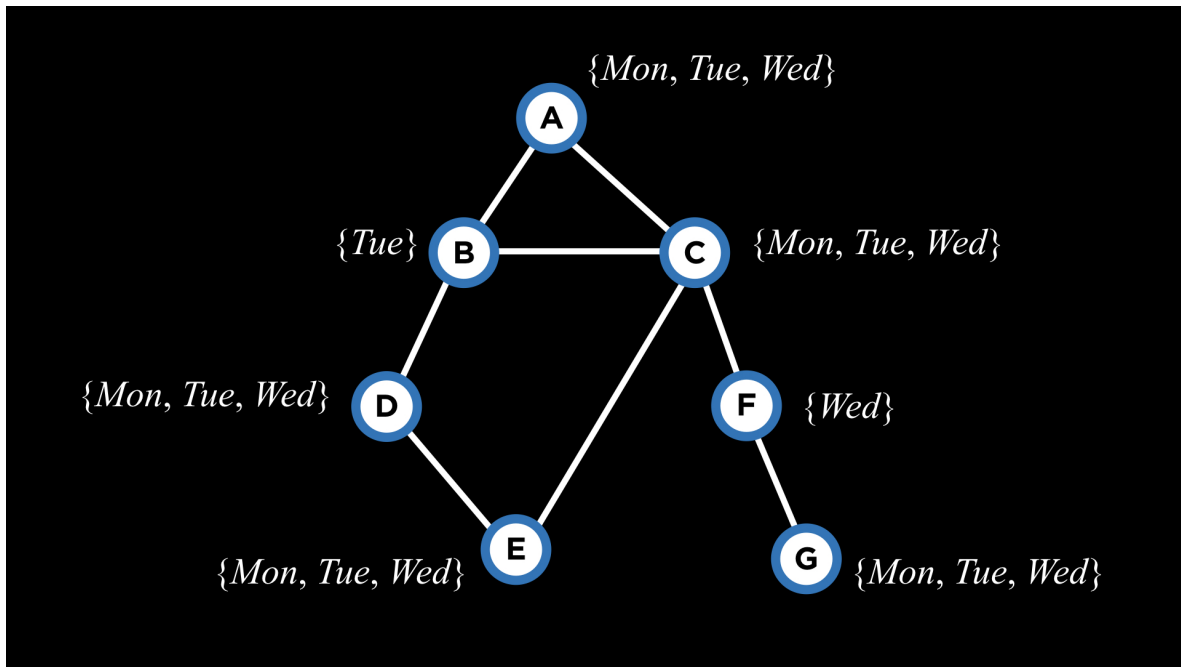 {Mon, Tue, Wed}
A
{Tue}
B
C
{Mon, Tue, Wed}
{Mon, Tue, Wed}
D
F
{Wed}
{Mon, Tue, Wed}
E
G
{Mon, Tue, Wed}